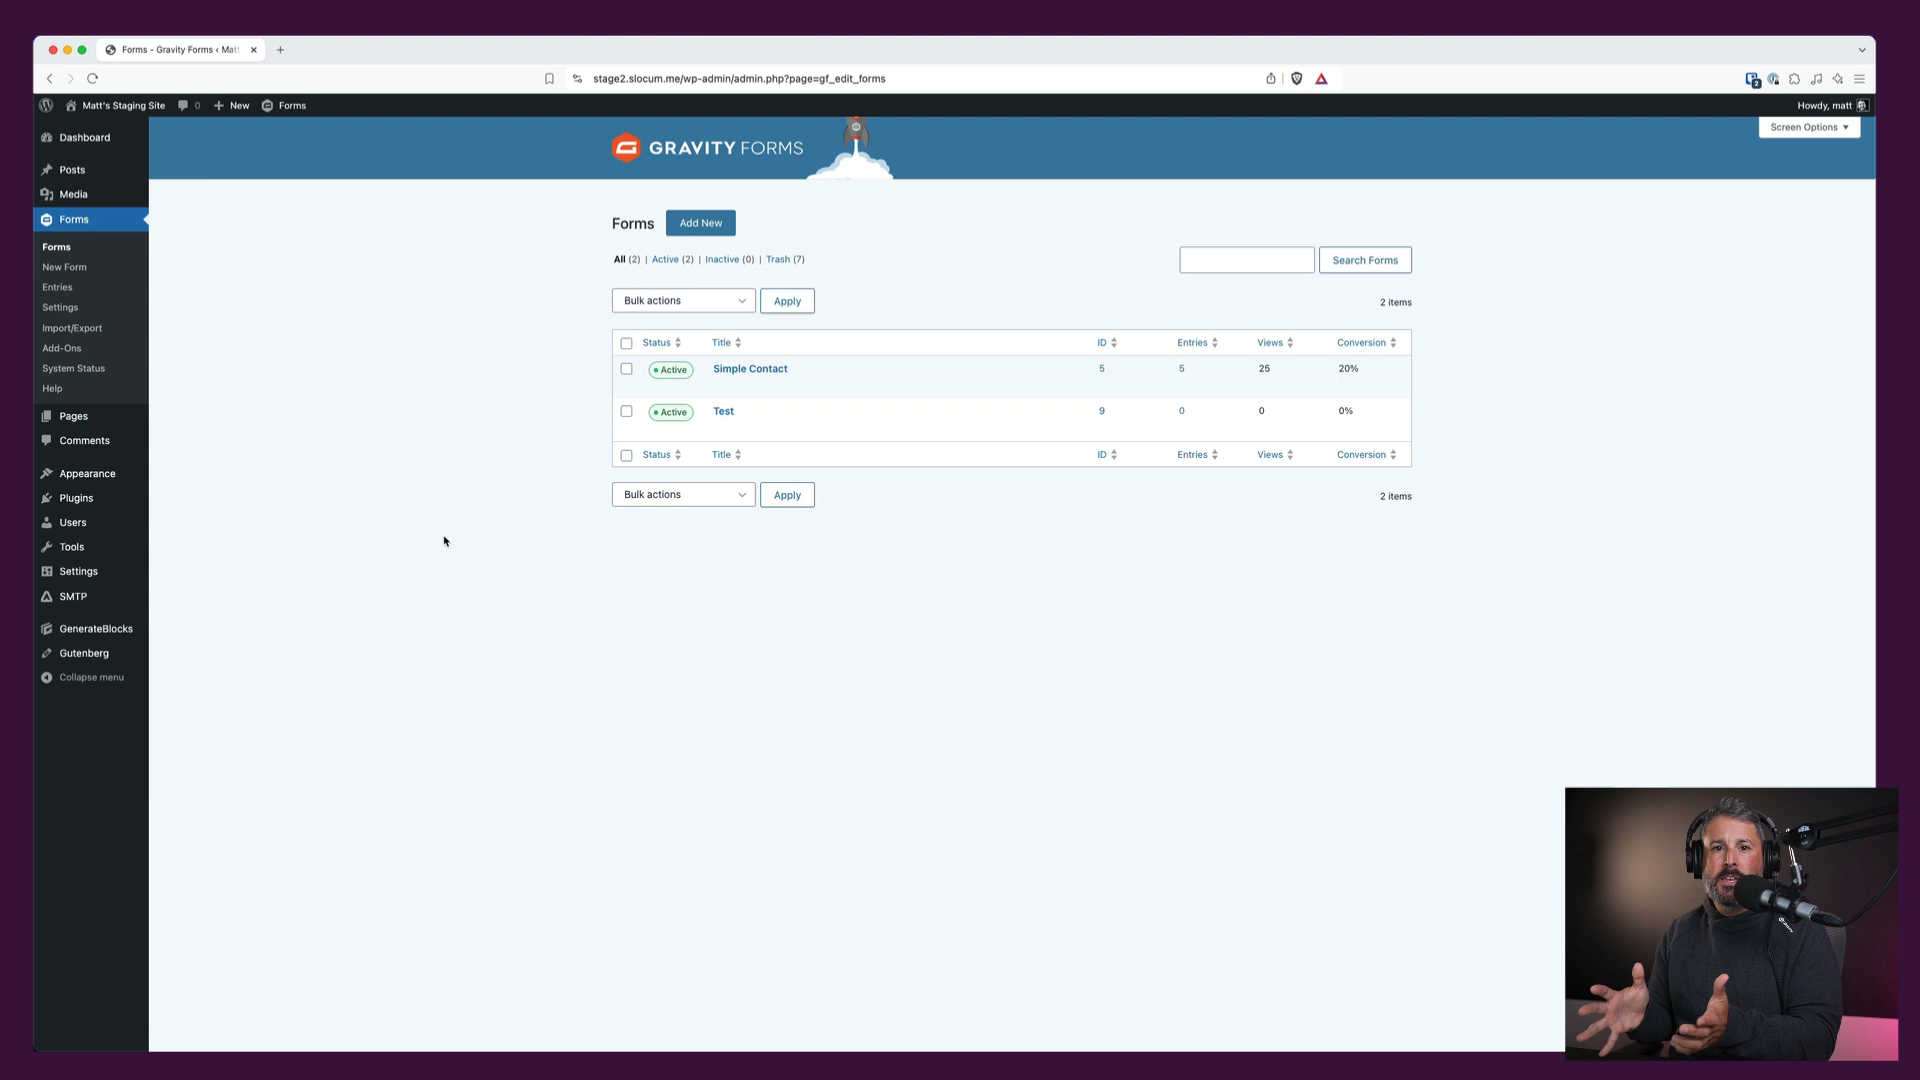 Forms - Gravity Forms ‹ Matt
stage2.slocum.me/wp-admin/admin.php?page=gf_edit_forms
2
Matt's Staging Site 0 New Forms
Howdy, matt
Screen Options
Dashboard
Posts
Media
Forms
Forms
New Form
Entries
Settings
Import/Export
Add-Ons
System Status
Help
Pages
Comments
Appearance
Plugins
Users
Tools
Settings
SMTP
GenerateBlocks
Gutenberg
Collapse menu
GRAVITY FORMS
Forms Add New
All (2) | Active (2) | Inactive (0) | Trash (7)
Search Forms
Bulk actions Apply
2 items
Status Title ID Entries Views Conversion
Active Simple Contact 5 5 25 20%
Active Test 9 0 0 0%
Status Title ID Entries Views Conversion
Bulk actions Apply
2 items